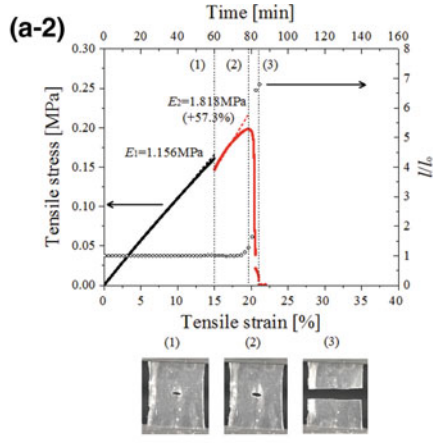 (a-2)
Time [min]
0 20 40 60 80 100 120 140 160
0.30
0.25
0.20
0.15
0.10
0.05
0.00
Tensile stress [MPa]
(1) (2) (3)
E2=1.818MPa
(+57.3%)
E1=1.156MPa
8
7
6
5
4
3
2
1
0
l/lo
0 5 10 15 20 25 30 35 40
Tensile strain [%]
(1) (2) (3)